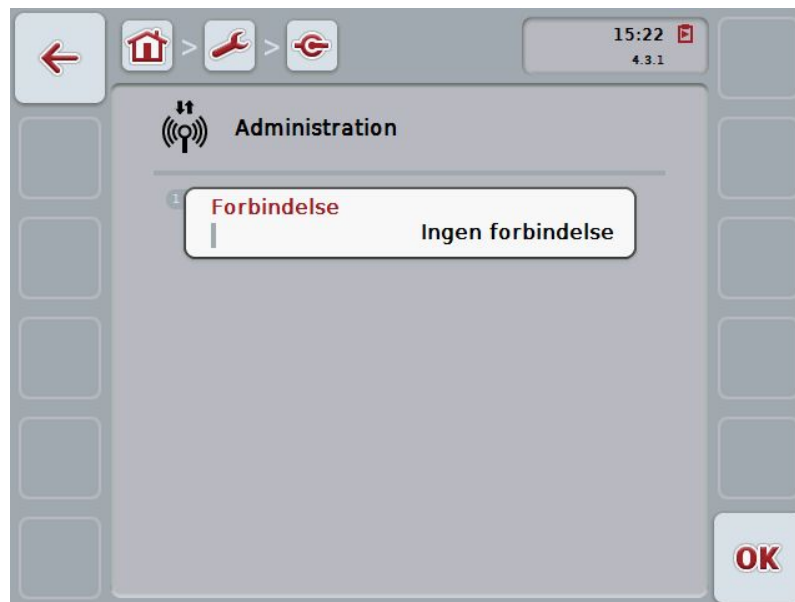 15:22
4.3.1
Administration
1
Forbindelse
Ingen forbindelse
OK